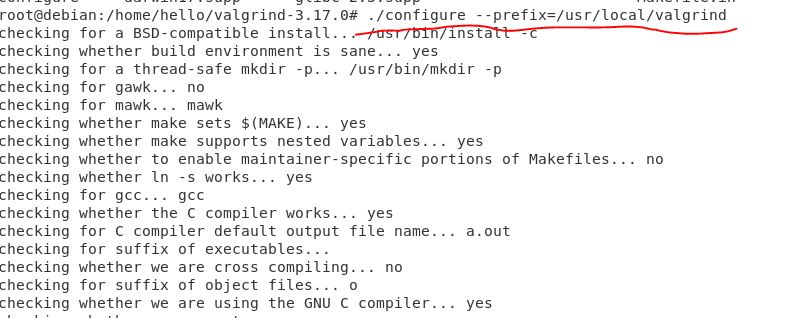 root@debian:/home/hello/valgrind-3.17.0# ./configure --prefix=/usr/local/valgrind
checking for a BSD-compatible install... /usr/bin/install -c
checking whether build environment is sane... yes
checking for a thread-safe mkdir -p... /usr/bin/mkdir -p
checking for gawk... no
checking for mawk... mawk
checking whether make sets $(MAKE)... yes
checking whether make supports nested variables... yes
checking whether to enable maintainer-specific portions of Makefiles... no
checking whether ln -s works... yes
checking for gcc... gcc
checking whether the C compiler works... yes
checking for C compiler default output file name... a.out
checking for suffix of executables...
checking whether we are cross compiling... no
checking for suffix of object files... o
checking whether we are using the GNU C compiler... yes